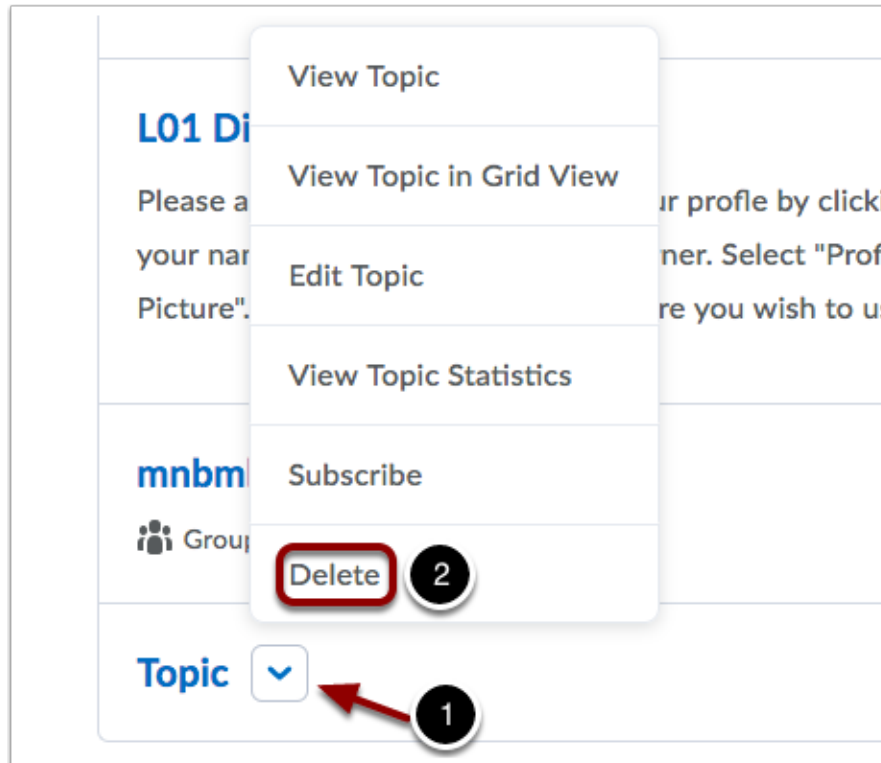 View Topic
L01 Di
View Topic in Grid View
Please a
ur profle by clicki
your nar
ner. Select "Prof
Edit Topic
Picture".
re you wish to us
View Topic Statistics
mnbm
Subscribe
Group
Delete
2
Topic
1